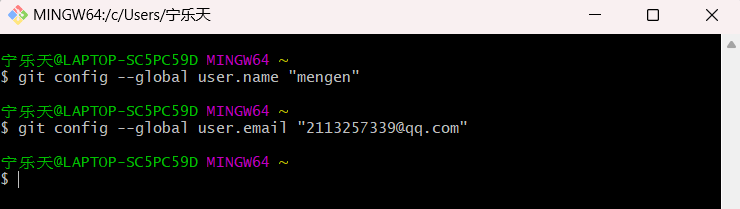 MINGW64:/c/Users/宁乐天
宁乐天@LAPTOP-SC5PC59D MINGW64 ~
$ git config --global user.name "mengen"
宁乐天@LAPTOP-SC5PC59D MINGW64 ~
$ git config --global user.email "2113257339@qq.com"
宁乐天@LAPTOP-SC5PC59D MINGW64 ~
$